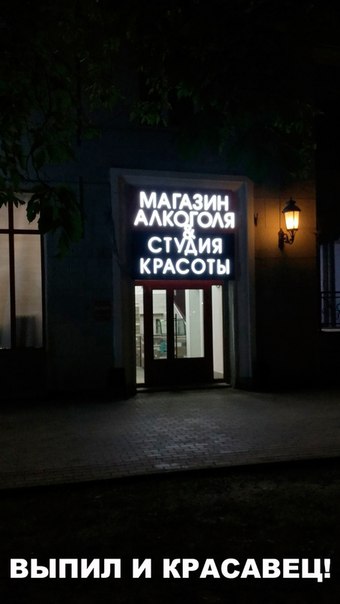 МАГАЗИН
АЛКОГОЛЯ
&
СТУДИЯ
КРАСОТЫ
ВЫПИЛ И КРАСАВЕЦ!